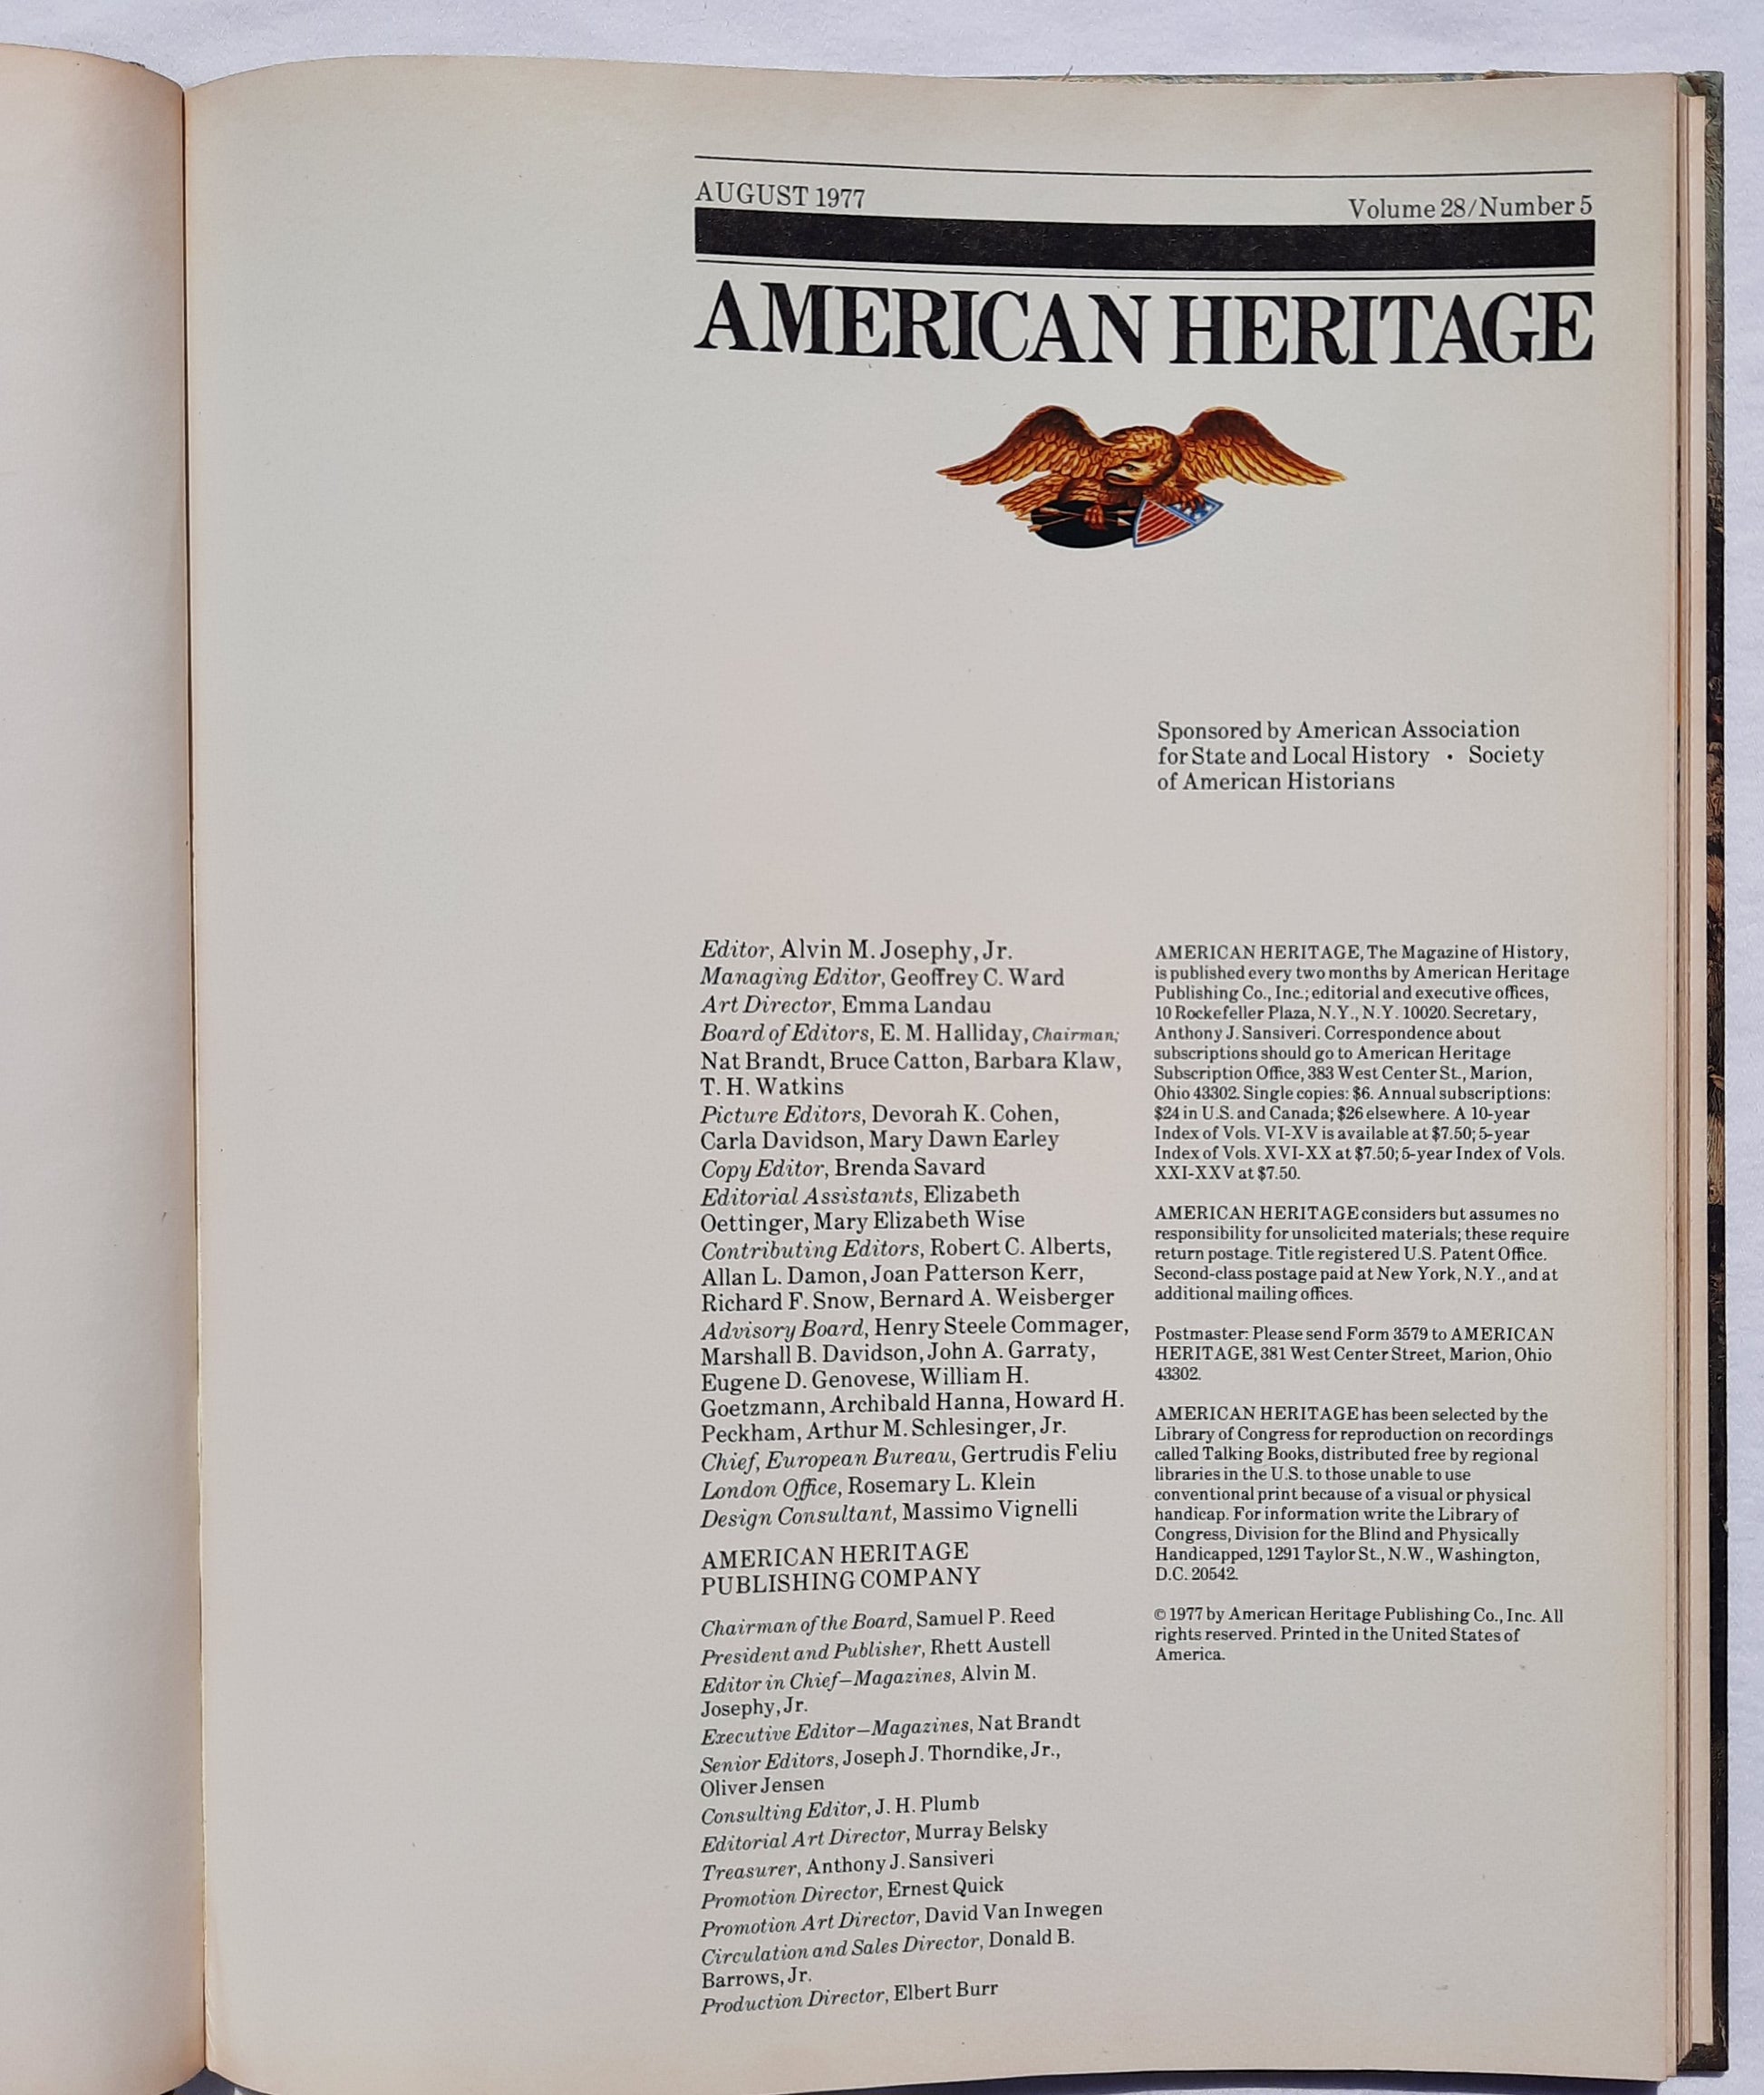 AUGUST 1977
Volume 28/Number 5
AMERICAN HERITAGE
Sponsored by American Association
for State and Local History • Society
of American Historians
Editor, Alvin M. Josephy, Jr.
Managing Editor, Geoffrey C. Ward
Art Director, Emma Landau
Board of Editors, E. M. Halliday, Chairman;
Nat Brandt, Bruce Catton, Barbara Klaw,
T. H. Watkins
Picture Editors, Devorah K. Cohen,
Carla Davidson, Mary Dawn Earley
Copy Editor, Brenda Savard
Editorial Assistants, Elizabeth
Oettinger, Mary Elizabeth Wise
Contributing Editors, Robert C. Alberts,
Allan L. Damon, Joan Patterson Kerr,
Richard F. Snow, Bernard A. Weisberger
Advisory Board, Henry Steele Commager,
Marshall B. Davidson, John A. Garraty,
Eugene D. Genovese, William H.
Goetzmann, Archibald Hanna, Howard H.
Peckham, Arthur M. Schlesinger, Jr.
Chief, European Bureau, Gertrudis Feliu
London Office, Rosemary L. Klein
Design Consultant, Massimo Vignelli
AMERICAN HERITAGE
PUBLISHING COMPANY
Chairman of the Board, Samuel P. Reed
President and Publisher, Rhett Austell
Editor in Chief—Magazines, Alvin M.
Josephy, Jr.
Executive Editor—Magazines, Nat Brandt
Senior Editors, Joseph J. Thorndike, Jr.,
Oliver Jensen
Consulting Editor, J. H. Plumb
Editorial Art Director, Murray Belsky
Treasurer, Anthony J. Sansiveri
Promotion Director, Ernest Quick
Promotion Art Director, David Van Inwegen
Circulation and Sales Director, Donald B.
Barrows, Jr.
Production Director, Elbert Burr
AMERICAN HERITAGE, The Magazine of History,
is published every two months by American Heritage
Publishing Co., Inc.; editorial and executive offices,
10 Rockefeller Plaza, N.Y., N.Y. 10020. Secretary,
Anthony J. Sansiveri. Correspondence about
subscriptions should go to American Heritage
Subscription Office, 383 West Center St., Marion,
Ohio 43302. Single copies: $6. Annual subscriptions:
$24 in U.S. and Canada; $26 elsewhere. A 10-year
Index of Vols. VI-XV is available at $7.50; 5-year
Index of Vols. XVI-XX at $7.50; 5-year Index of Vols.
XXI-XXV at $7.50.
AMERICAN HERITAGE considers but assumes no
responsibility for unsolicited materials; these require
return postage. Title registered U.S. Patent Office.
Second-class postage paid at New York, N.Y., and at
additional mailing offices.
Postmaster: Please send Form 3579 to AMERICAN
HERITAGE, 381 West Center Street, Marion, Ohio
43302.
AMERICAN HERITAGE has been selected by the
Library of Congress for reproduction on recordings
called Talking Books, distributed free by regional
libraries in the U.S. to those unable to use
conventional print because of a visual or physical
handicap. For information write the Library of
Congress, Division for the Blind and Physically
Handicapped, 1291 Taylor St., N.W., Washington,
D.C. 20542.
© 1977 by American Heritage Publishing Co., Inc. All
rights reserved. Printed in the United States of
America.